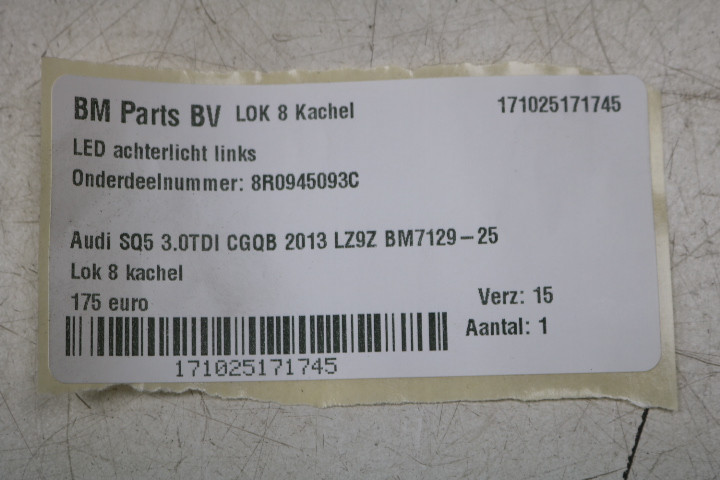 BM Parts BV LOK 8 Kachel 171025171745
LED achterlicht links
Onderdeelnummer: 8R0945093C
Audi SQ5 3.0TDI CGQB 2013 LZ9Z BM7129-25
Lok 8 kachel
175 euro Verz: 15
Aantal: 1
171025171745